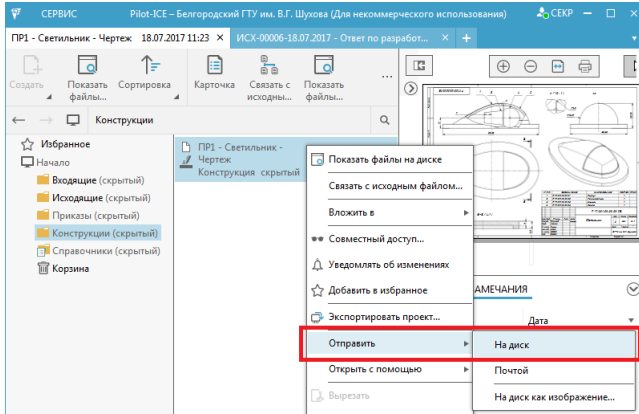 СЕРВИС
Pilot-ICE – Белгородский ГТУ им. В.Г. Шухова (Для некоммерческого использования)
СЕКР
ПР1 - Светильник - Чертеж 18.07.2017 11:23
ИСХ-00006-18.07.2017 - Ответ по разработ...
Создать
Показать файлы...
Сортировка
Карточка
Связать с исходны...
Показать файлы...
...
Конструкции
Избранное
Начало
Входящие (скрытый)
Исходящие (скрытый)
Приказы (скрытый)
Конструкции (скрытый)
Справочники (скрытый)
Корзина
ПР1 - Светильник -
Чертеж
Конструкция скрытый
Показать файлы на диске
Связать с исходным файлом...
Вложить в
Совместный доступ...
Уведомлять об изменениях
Добавить в избранное
Экспортировать проект...
Отправить
Открыть с помощью
Вырезать
АМЕЧАНИЯ
Дата
На диск
Почтой
На диск как изображение...